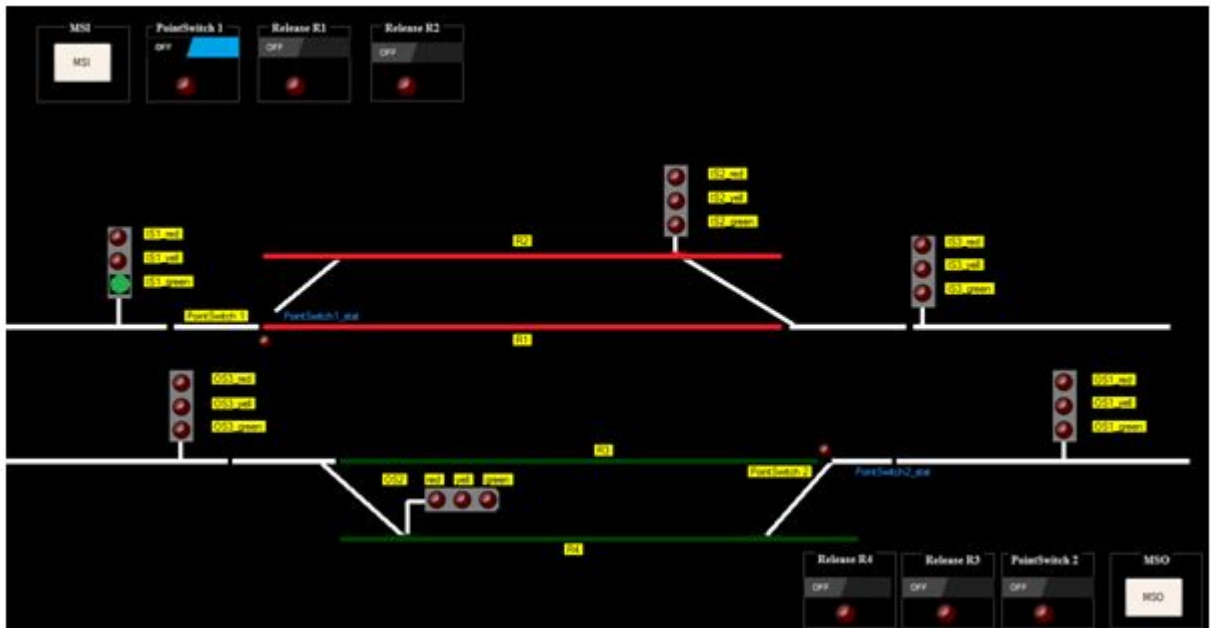 MSI
PointSwitch 1
Release R1
Release R2
MSI
OFF
OFF
OFF
IS2_red
IS2_yell
IS2_green
IS1_red
IS1_yell
IS1_green
R2
IS3_red
IS3_yell
IS3_green
PointSwitch 1
PointSwitch1_stat
R1
OS3_red
OS3_yell
OS3_green
OS1_red
OS1_yell
OS1_green
R3
PointSwitch 2
PointSwitch2_stat
OS2
red
yell
green
R4
Release R4
Release R3
PointSwitch 2
MSO
OFF
OFF
OFF
MSO